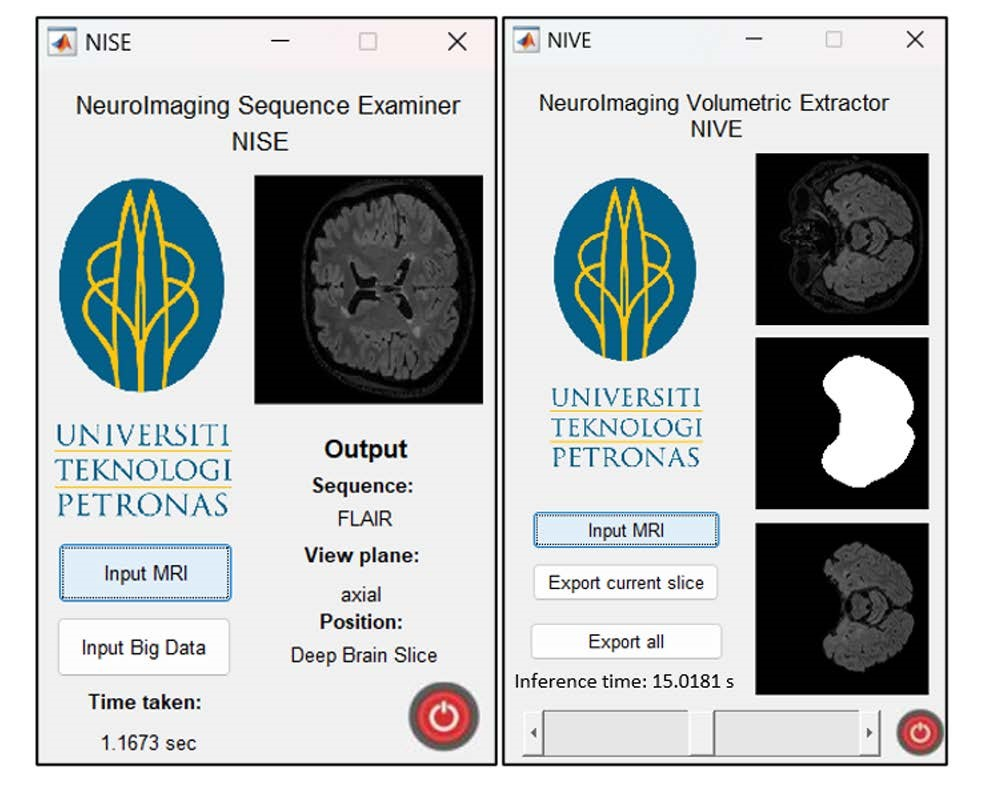 NISE
NeuroImaging Sequence Examiner
NISE
UNIVERSITI
TEKNOLOGI
PETRONAS
Input MRI
Input Big Data
Time taken:
1.1673 sec
Output
Sequence:
FLAIR
View plane:
axial
Position:
Deep Brain Slice
NIVE
NeuroImaging Volumetric Extractor
NIVE
UNIVERSITI
TEKNOLOGI
PETRONAS
Input MRI
Export current slice
Export all
Inference time: 15.0181 s